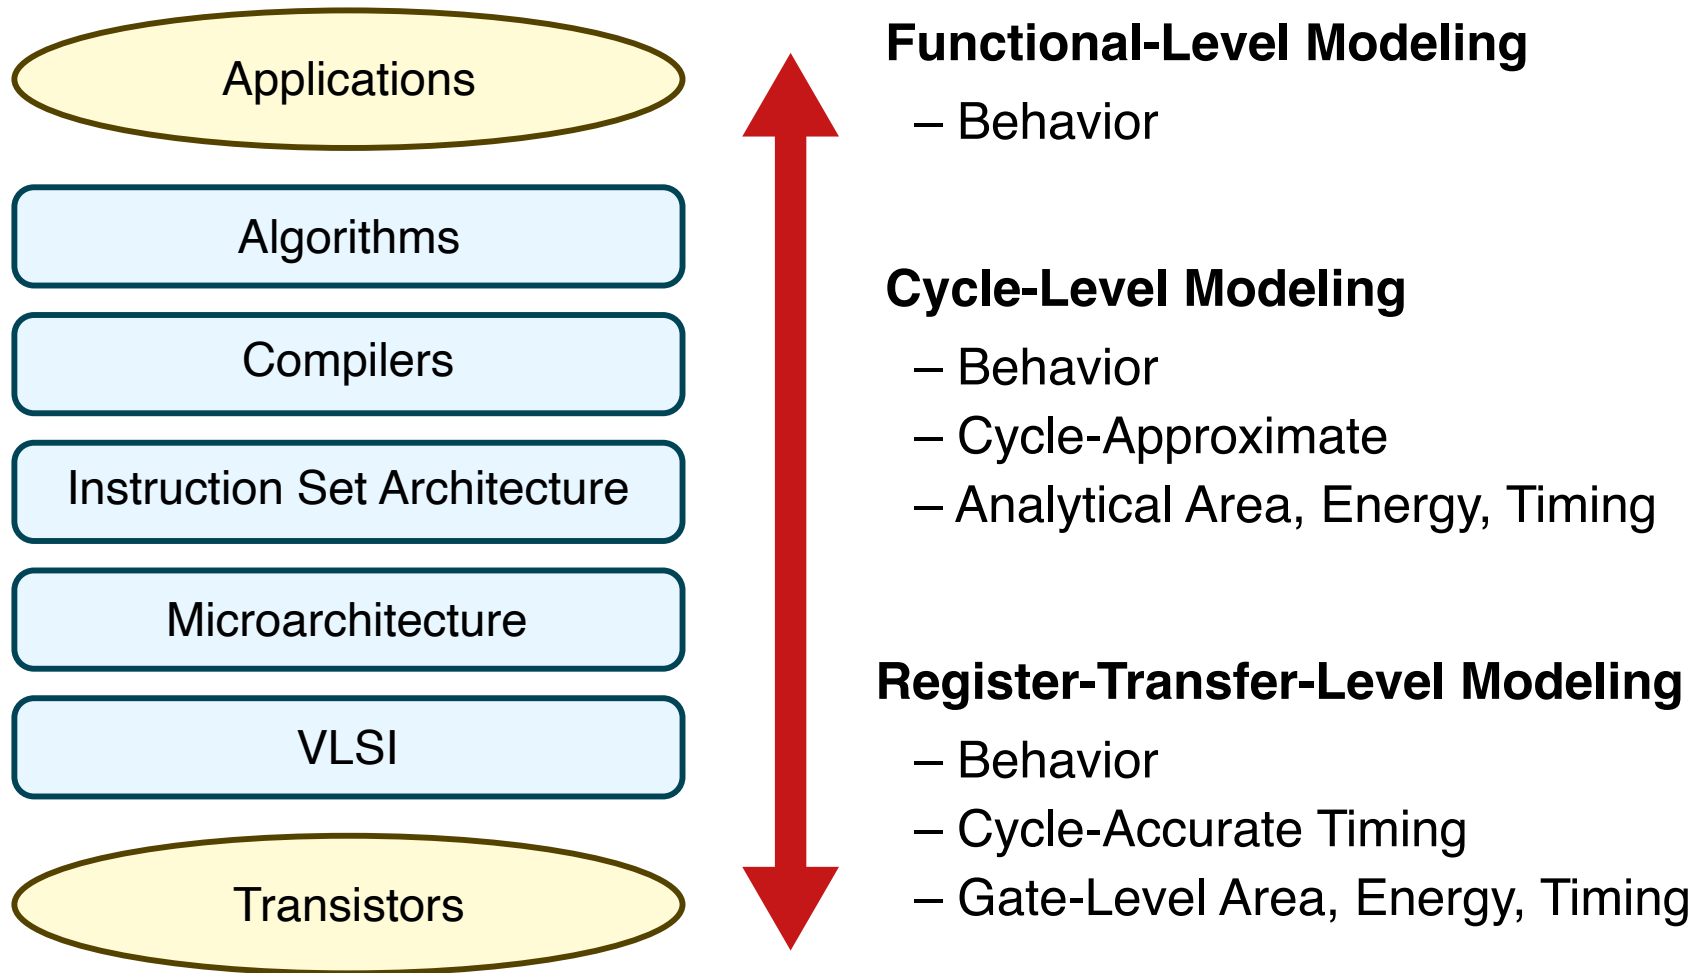 Applications
Algorithms
Compilers
Instruction Set Architecture
Microarchitecture
VLSI
Transistors
Functional-Level Modeling
– Behavior
Cycle-Level Modeling
– Behavior
– Cycle-Approximate
– Analytical Area, Energy, Timing
Register-Transfer-Level Modeling
– Behavior
– Cycle-Accurate Timing
– Gate-Level Area, Energy, Timing